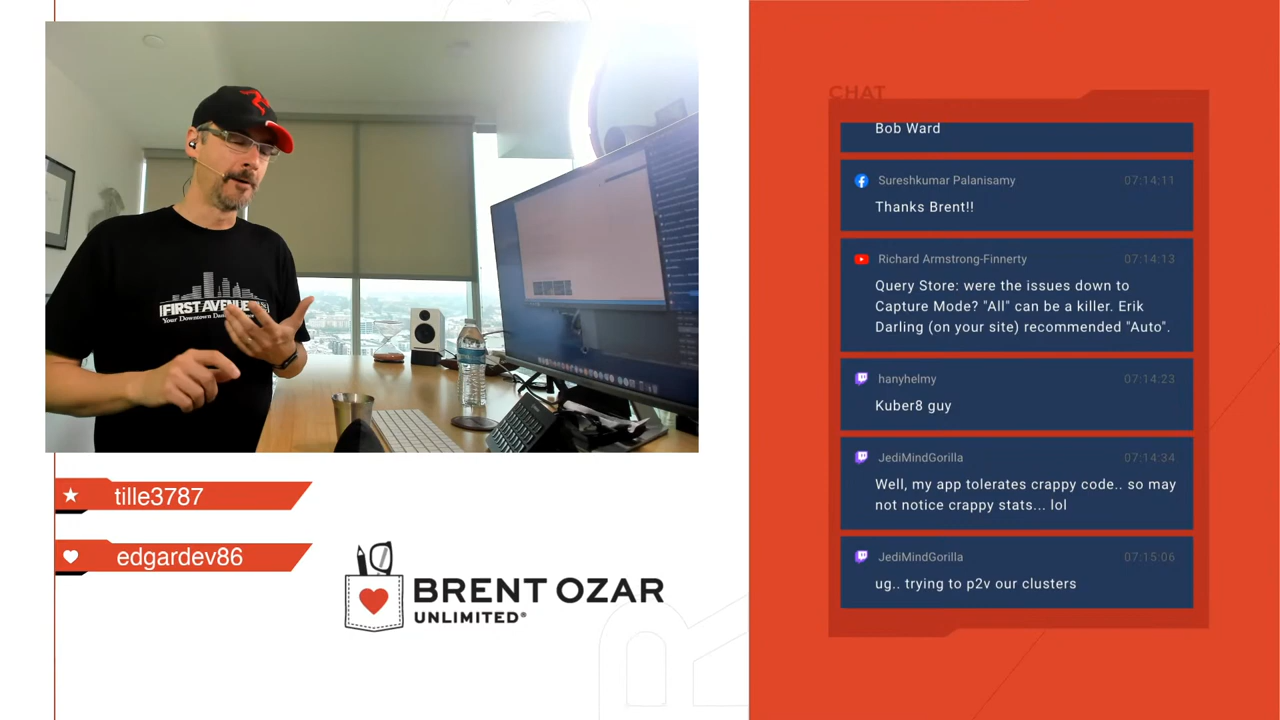 FIRST AVENUE
CHAT
Bob Ward
Sureshkumar Palanisamy 07:14:11
Thanks Brent!!
Richard Armstrong-Finnerty 07:14:13
Query Store: were the issues down to
Capture Mode? "All" can be a killer. Erik
Darling (on your site) recommended "Auto".
hanyhelmy 07:14:23
Kuber8 guy
JediMindGorilla 07:14:34
Well, my app tolerates crappy code.. so may
not notice crappy stats... lol
JediMindGorilla 07:15:06
ug.. trying to p2v our clusters
tille3787
edgardev86
BRENT OZAR
UNLIMITED®